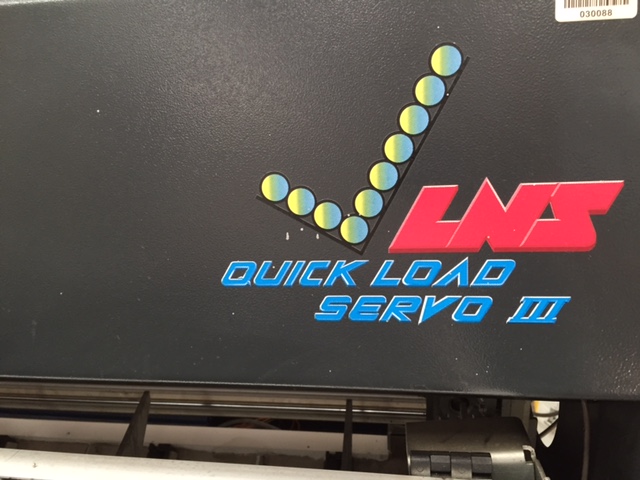 030088
LNS
QUICK LOAD
SERVO III